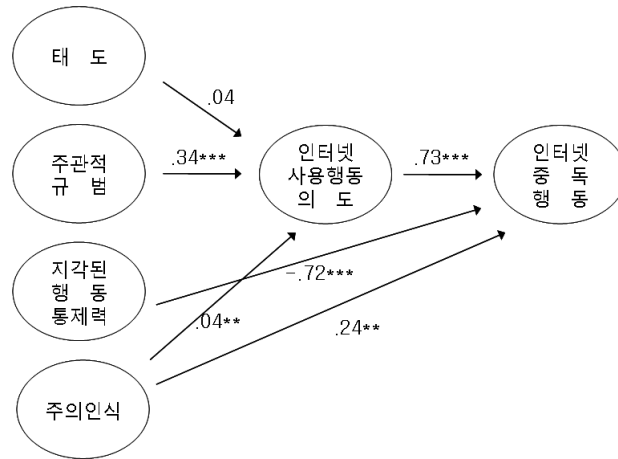 태 도
.04
주관적
규 범
.34***
인터넷
사용행동
의 도
.73***
인터넷
중 독
행 동
지각된
행 동
통제력
-.72***
.04**
.24**
주의인식